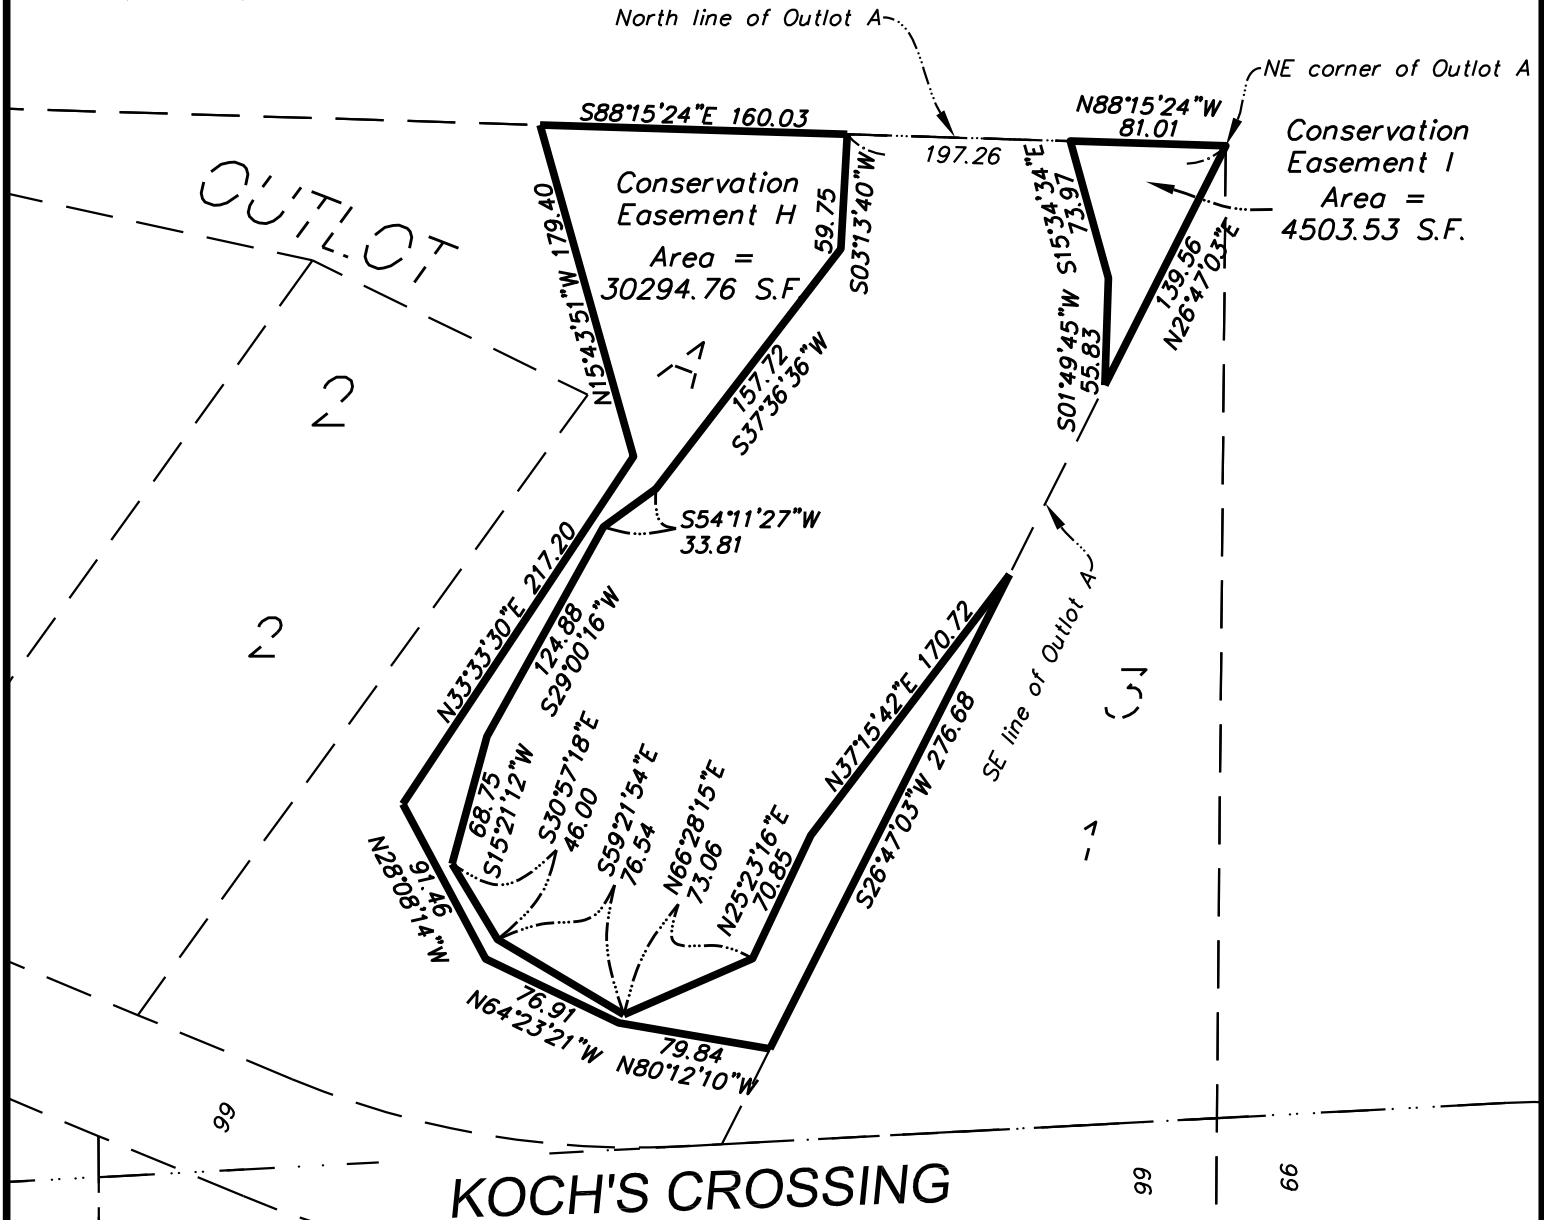 North line of Outlot A
NE corner of Outlot A
S88°15'24"E 160.03
N88°15'24"W
81.01
197.26
Conservation
Easement I
Area =
4503.53 S.F.
OUTLOT
Conservation
Easement H
Area =
30294.76 S.F.
N15°43'51"W 179.40
59.75
S03°13'40"W
S15°34'34"E
73.97
139.56
N26°47'03"E
S01°49'45"W
55.83
A
2
157.72
S37°36'36"W
S54°11'27"W
33.81
N33°33'30"E 217.20
124.88
S29°00'16"W
2
SE line of Outlot A
N37°15'42"E 170.72
S26°47'03"W 276.68
5
1
68.75
S15°21'12"W
S30°57'18"E
46.00
S59°21'54"E
76.54
N66°28'15"E
73.06
N25°23'16"E
70.85
91.46
N28°08'14"W
76.91
N64°23'21"W
79.84
N80°12'10"W
66
KOCH'S CROSSING
66
66